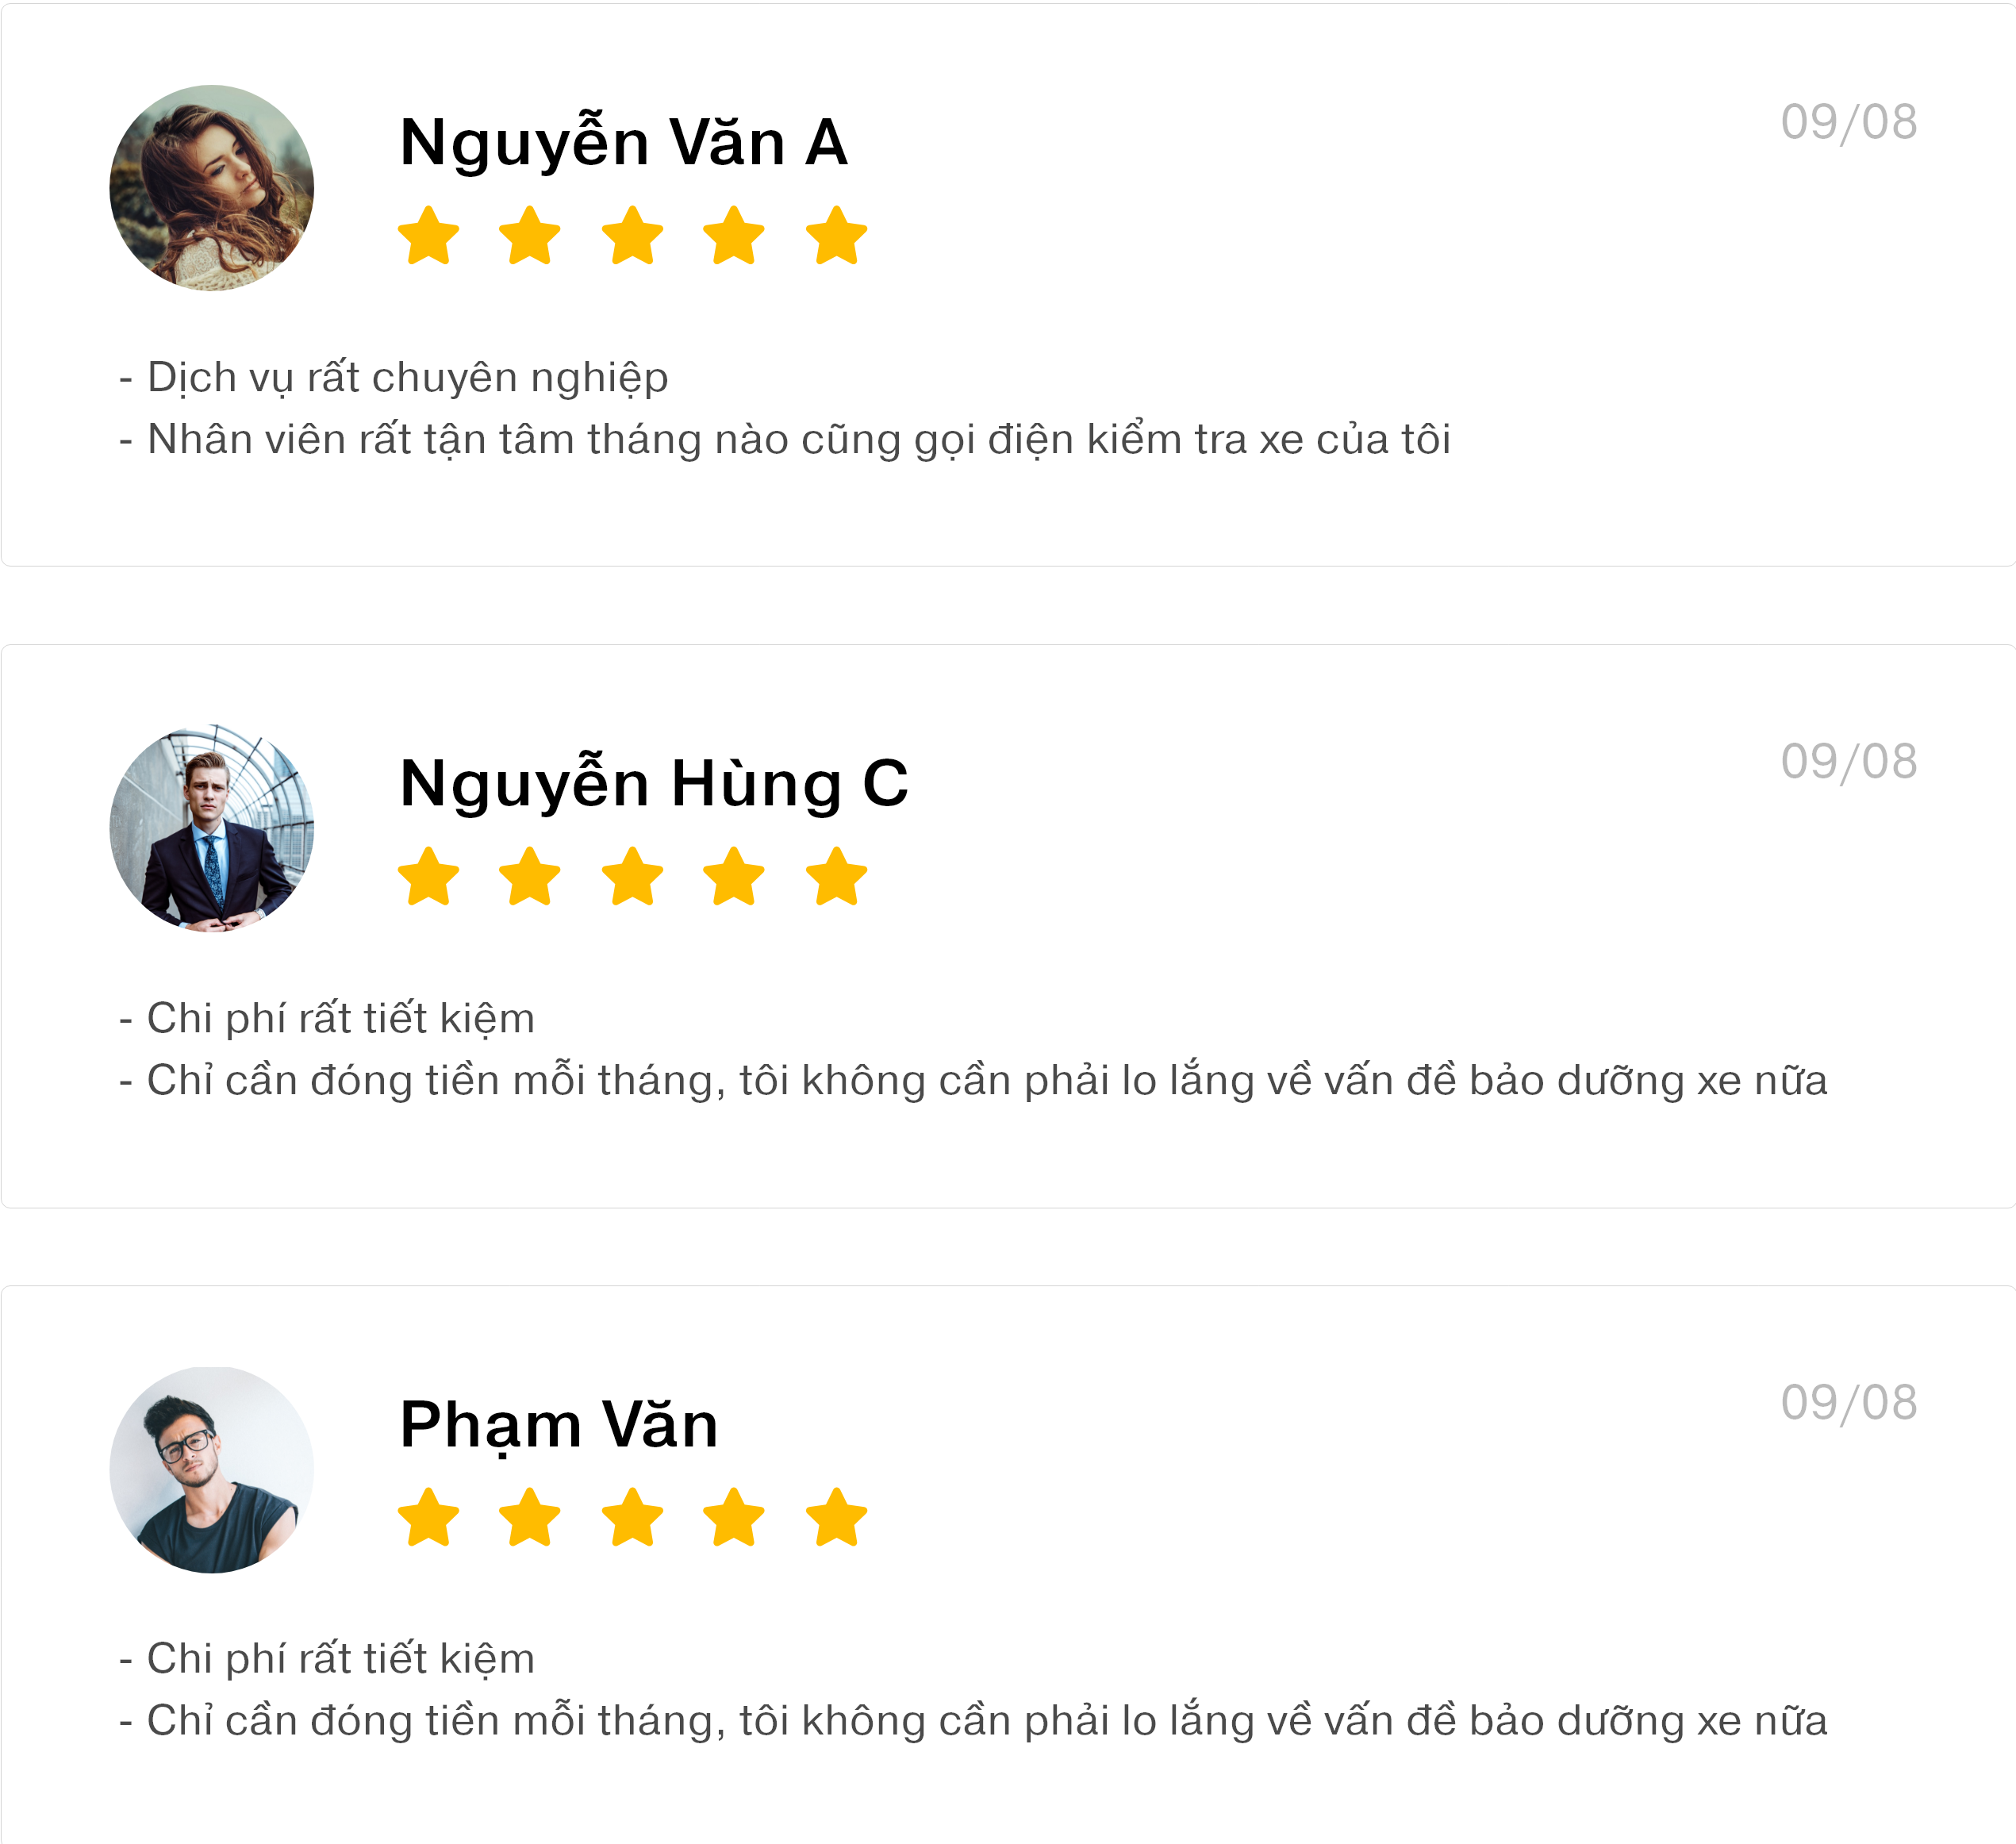 Nguyễn Văn A
09/08
- Dịch vụ rất chuyên nghiệp
- Nhân viên rất tận tâm tháng nào cũng gọi điện kiểm tra xe của tôi
Nguyễn Hùng C
09/08
- Chi phí rất tiết kiệm
- Chỉ cần đóng tiền mỗi tháng, tôi không cần phải lo lắng về vấn đề bảo dưỡng xe nữa
Phạm Văn
09/08
- Chi phí rất tiết kiệm
- Chỉ cần đóng tiền mỗi tháng, tôi không cần phải lo lắng về vấn đề bảo dưỡng xe nữa